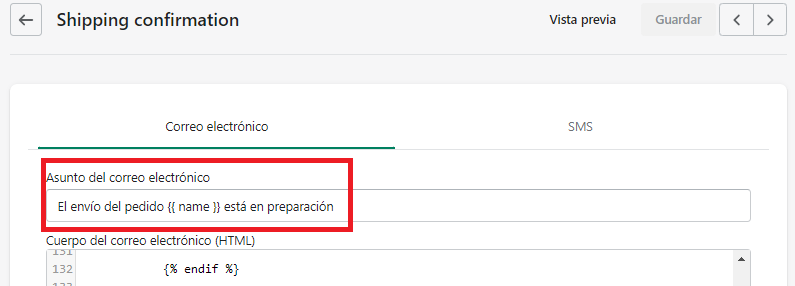 Shipping confirmation
Vista previa
Guardar
Correo electrónico
SMS
Asunto del correo electrónico
El envío del pedido {{ name }} está en preparación
Cuerpo del correo electrónico (HTML)
131
132 {% endif %}
133